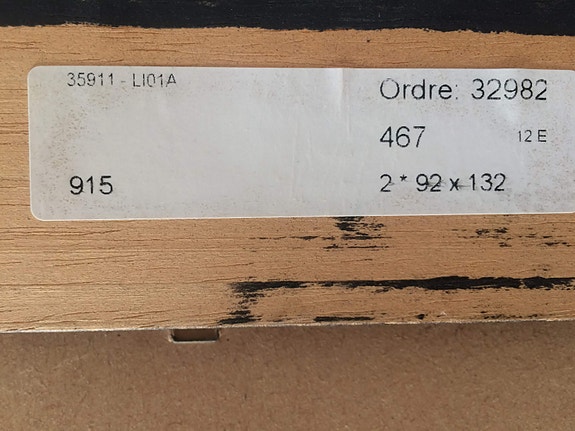 35911 - LI01A
Ordre: 32982
467 12 E
915 2 * 92 x 132